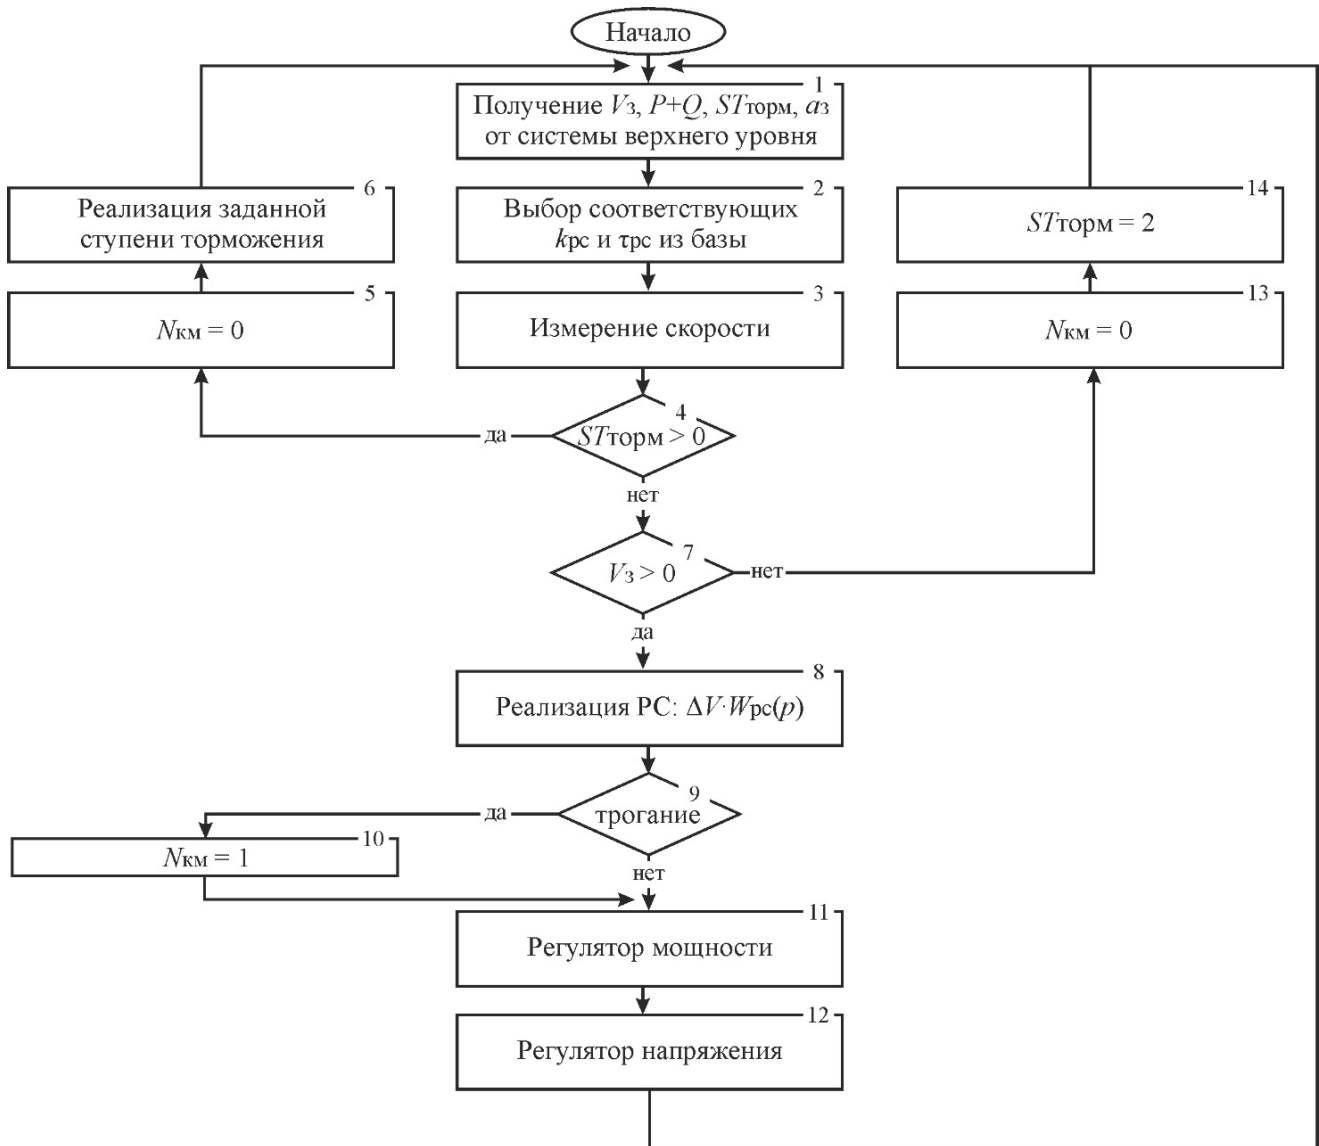 Начало
1
Получение Vз, P+Q, STторм, aз
от системы верхнего уровня
6
Реализация заданной
ступени торможения
2
Выбор соответствующих
kрс и τрс из базы
14
STторм = 2
5
Nкм = 0
3
Измерение скорости
13
Nкм = 0
4
STторм > 0
да
нет
7
Vз > 0
нет
да
8
Реализация РС: ΔV·Wрс(p)
9
трогание
да
10
Nкм = 1
нет
11
Регулятор мощности
12
Регулятор напряжения